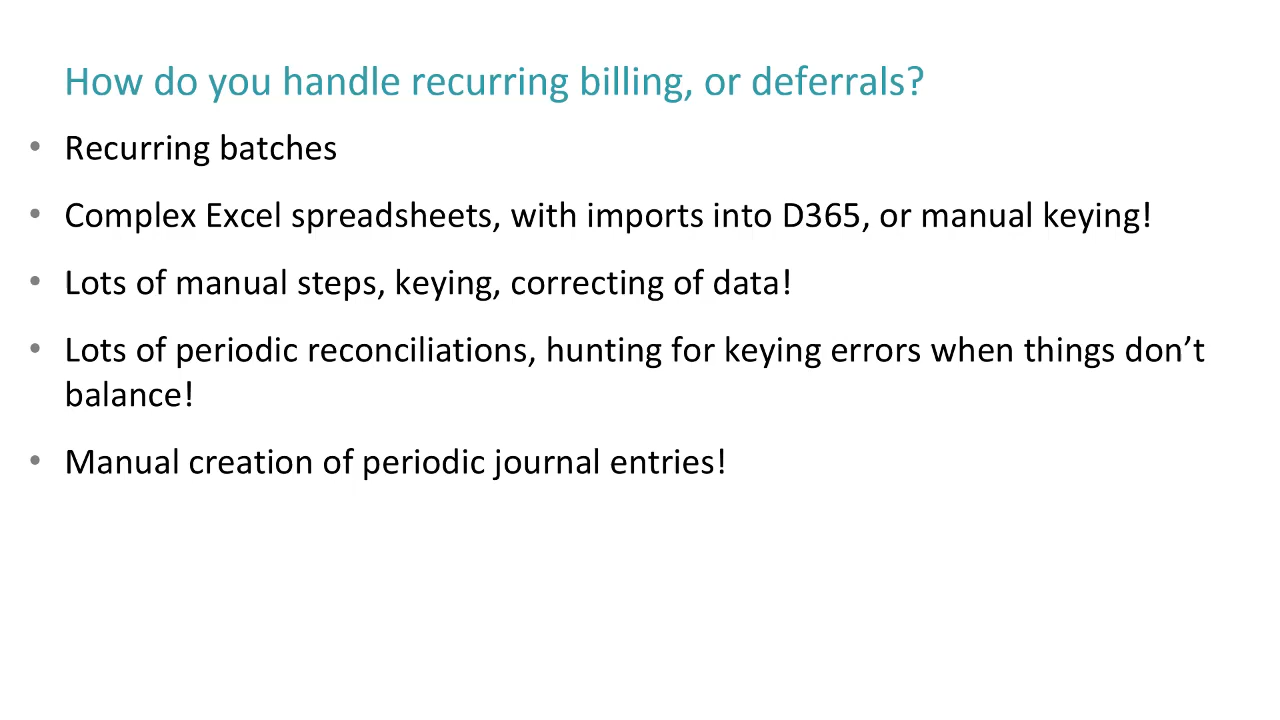 How do you handle recurring billing, or deferrals?
• Recurring batches
• Complex Excel spreadsheets, with imports into D365, or manual keying!
• Lots of manual steps, keying, correcting of data!
• Lots of periodic reconciliations, hunting for keying errors when things don’t
balance!
• Manual creation of periodic journal entries!